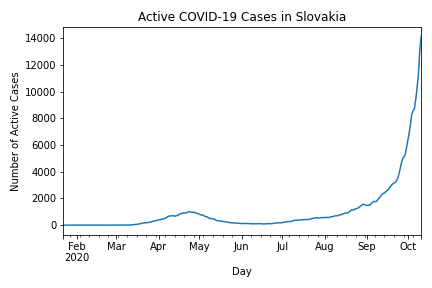 Active COVID-19 Cases in Slovakia
Number of Active Cases
14000
12000
10000
8000
6000
4000
2000
0
Feb Mar Apr May Jun Jul Aug Sep Oct
2020
Day